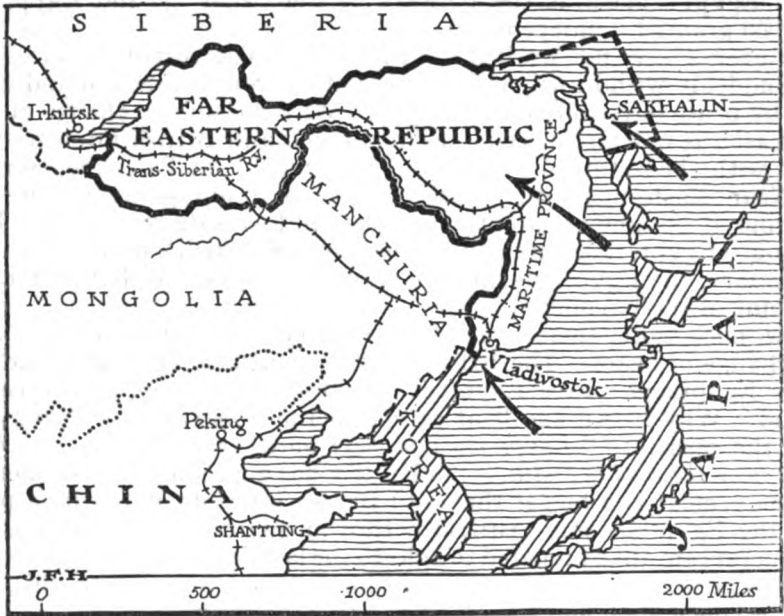 SIBERIA
Irkutsk
FAR
EASTERN REPUBLIC
SAKHALIN
Trans-Siberian Ry.
MANCHURIA
MARITIME PROVINCE
MONGOLIA
Vladivostok
JAPAN
KOREA
Peking
CHINA
SHANTUNG
J.F.H
0 500 1000 2000 Miles